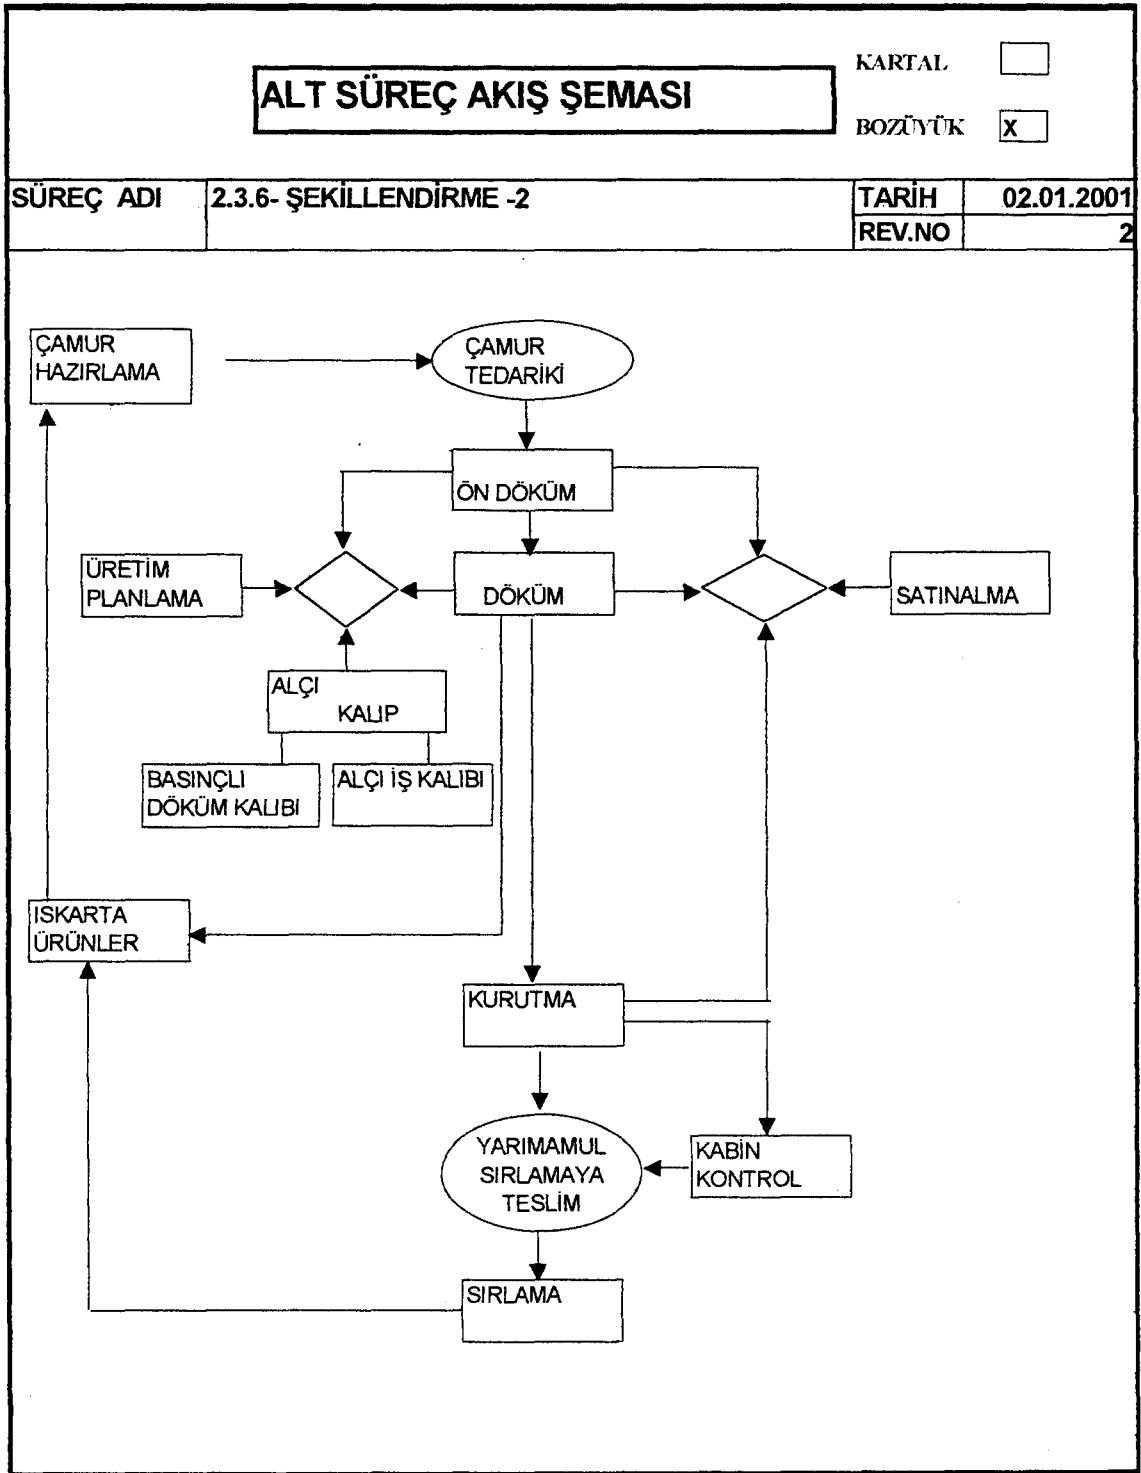 KARTAL
ALT SÜREÇ AKIŞ ŞEMASI
BOZÜYÜK X
SÜREÇ ADI 2.3.6- ŞEKİLLENDİRME -2 TARİH 02.01.2001
REV.NO 2
ÇAMUR
HAZIRLAMA
ÇAMUR
TEDARİKİ
ÖN DÖKÜM
ÜRETİM
PLANLAMA
DÖKÜM
SATINALMA
ALÇI
KALIP
BASINÇLI
DÖKÜM KALIBI
ALÇI İŞ KALIBI
ISKARTA
ÜRÜNLER
KURUTMA
YARIMAMUL
SIRLAMAYA
TESLİM
KABİN
KONTROL
SIRLAMA